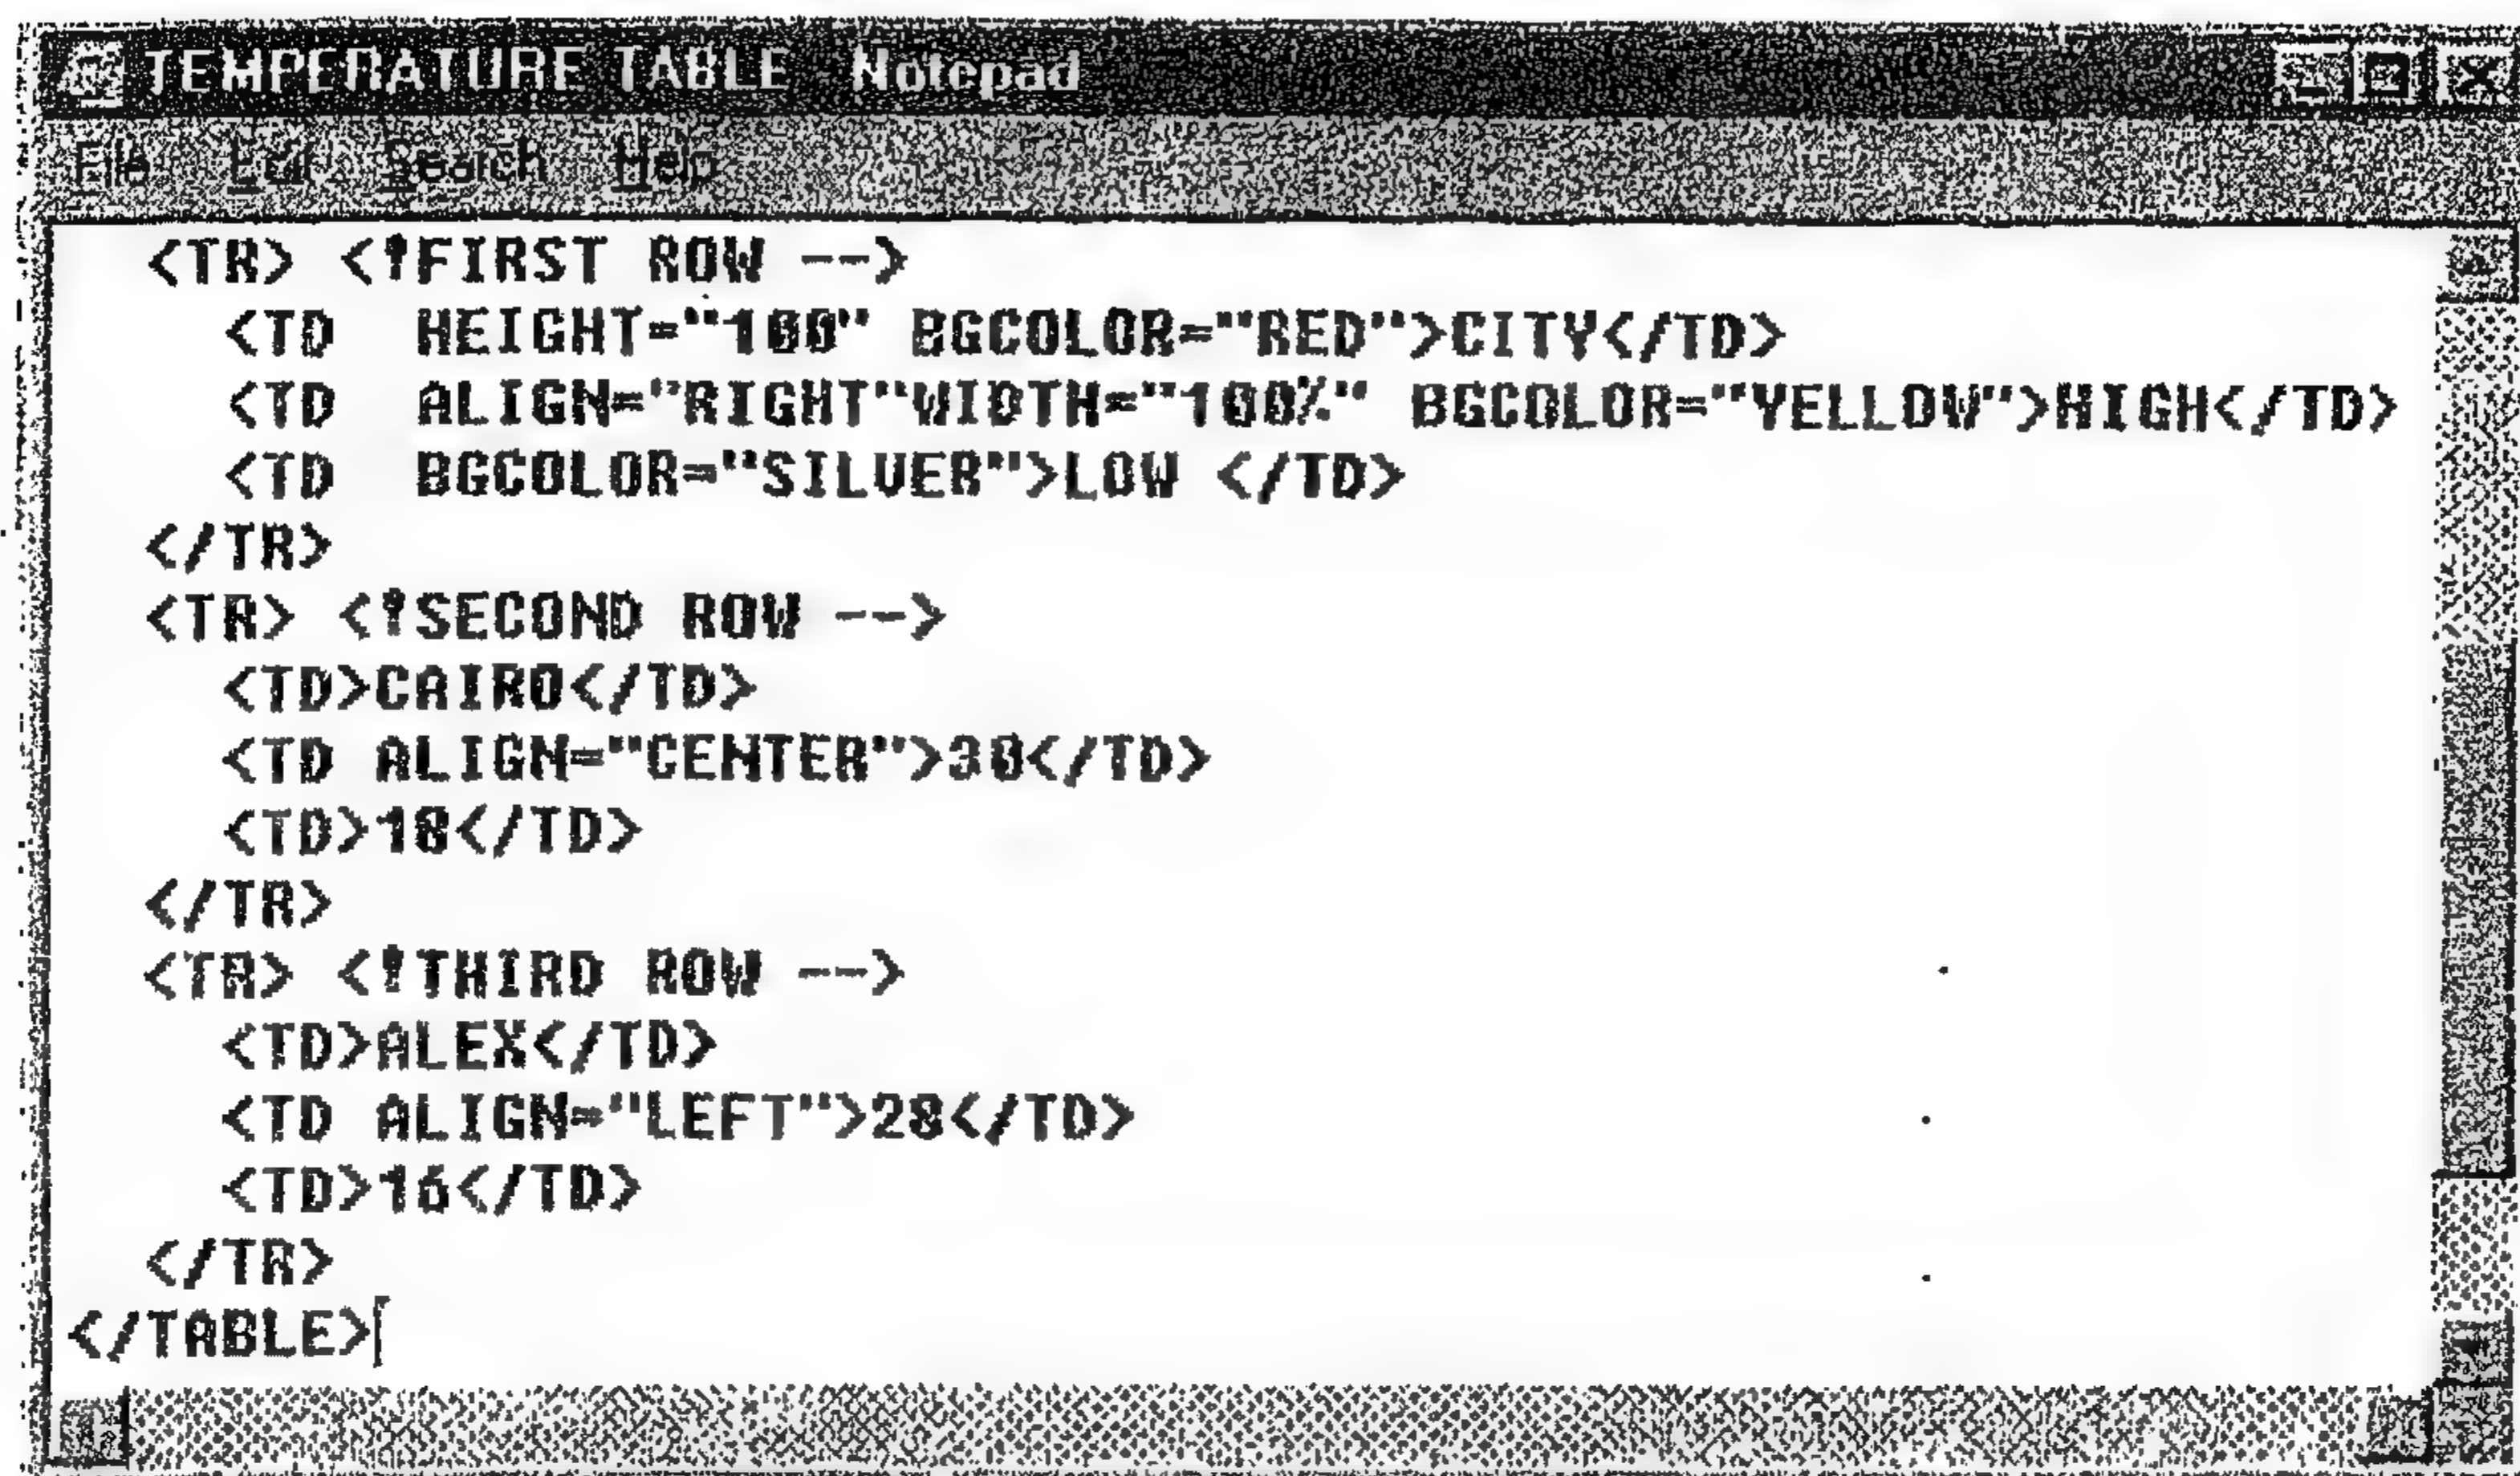 TEMPERATURE TABLE Notepad
File Edit Search Help
<TR> <!FIRST ROW -->
<TD HEIGHT="100" BGCOLOR="RED">CITY</TD>
<TD ALIGN="RIGHT"WIDTH="100%" BGCOLOR="YELLOW">HIGH</TD>
<TD BGCOLOR="SILVER">LOW </TD>
</TR>
<TR> <!SECOND ROW -->
<TD>CAIRO</TD>
<TD ALIGN="CENTER">30</TD>
<TD>18</TD>
</TR>
<TR> <!THIRD ROW -->
<TD>ALEX</TD>
<TD ALIGN="LEFT">28</TD>
<TD>16</TD>
</TR>
</TABLE>